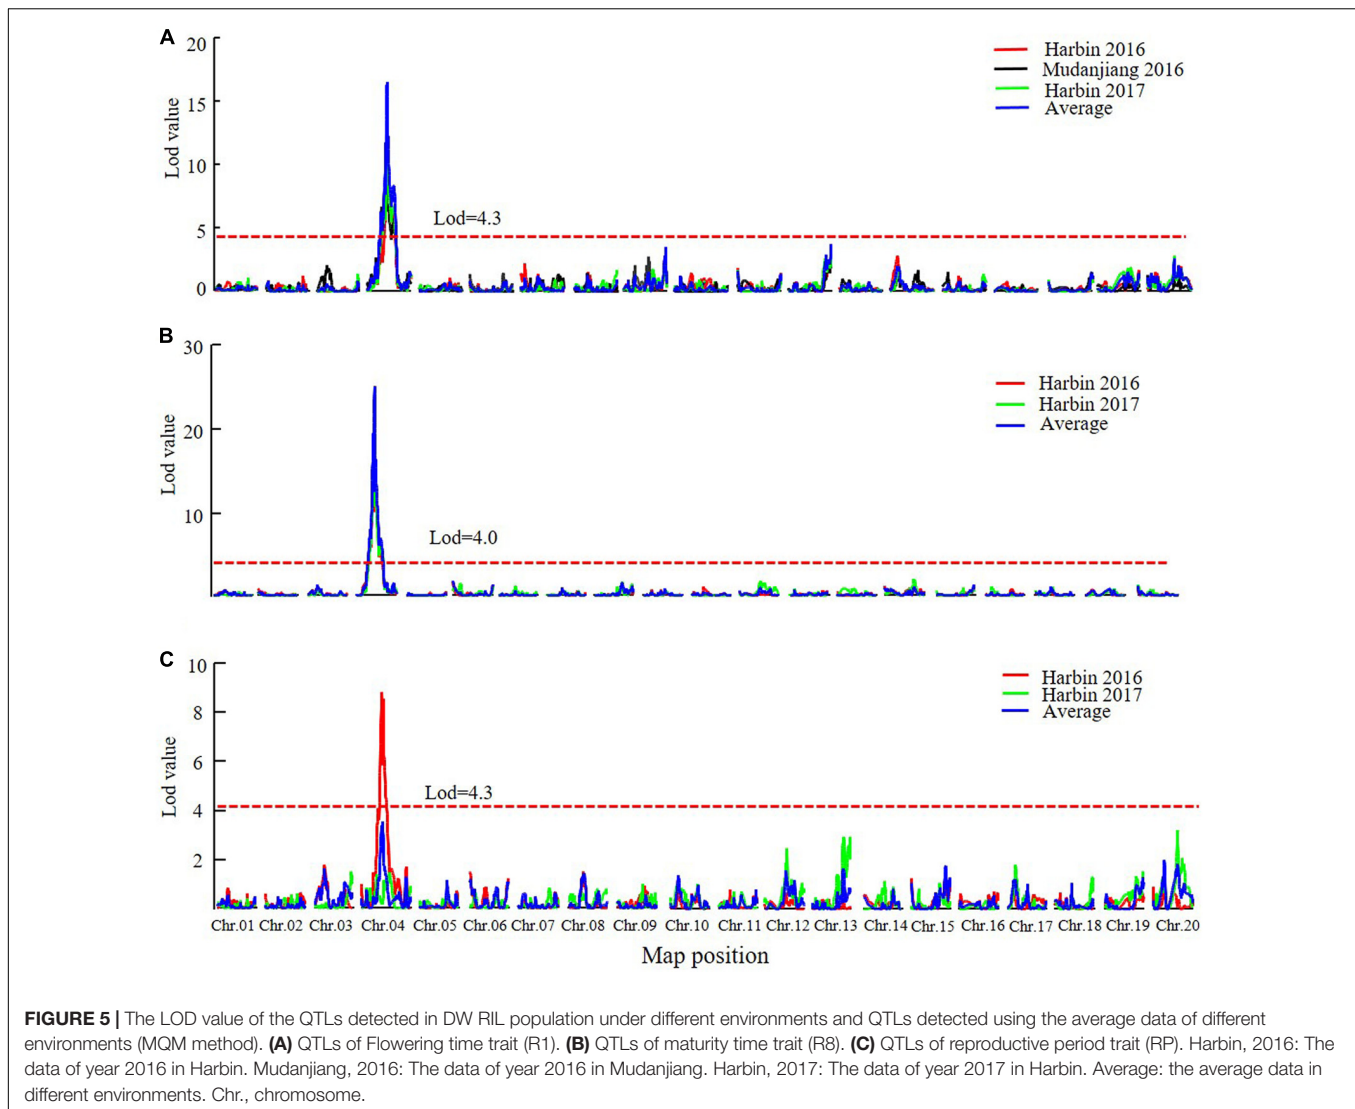 A
20
15
10
5
0
Lod value
Lod=4.3
Harbin 2016
Mudanjiang 2016
Harbin 2017
Average
B
30
20
10
Lod value
Lod=4.0
Harbin 2016
Harbin 2017
Average
C
10
8
6
4
2
Lod value
Lod=4.3
Harbin 2016
Harbin 2017
Average
Chr.01 Chr.02 Chr.03 Chr.04 Chr.05 Chr.06 Chr.07 Chr.08 Chr.09 Chr.10 Chr.11 Chr.12 Chr.13 Chr.14 Chr.15 Chr.16 Chr.17 Chr.18 Chr.19 Chr.20
Map position
FIGURE 5 | The LOD value of the QTLs detected in DW RIL population under different environments and QTLs detected using the average data of different
environments (MQM method). (A) QTLs of Flowering time trait (R1). (B) QTLs of maturity time trait (R8). (C) QTLs of reproductive period trait (RP). Harbin, 2016: The
data of year 2016 in Harbin. Mudanjiang, 2016: The data of year 2016 in Mudanjiang. Harbin, 2017: The data of year 2017 in Harbin. Average: the average data in
different environments. Chr., chromosome.